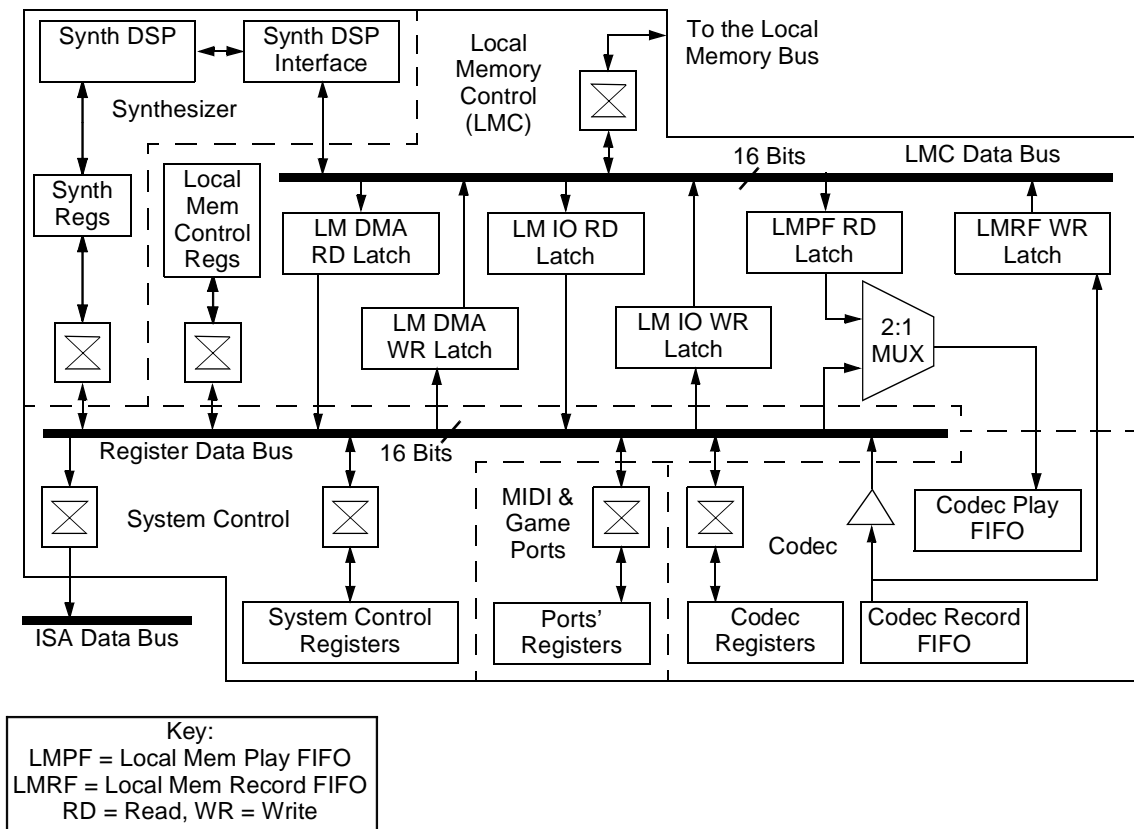 Synth DSP
Synth DSP
Interface
Synthesizer
Local
Memory
Control
(LMC)
To the Local
Memory Bus
16 Bits
LMC Data Bus
Synth
Regs
Local
Mem
Control
Regs
LM DMA
RD Latch
LM IO RD
Latch
LMPF RD
Latch
LMRF WR
Latch
LM DMA
WR Latch
LM IO WR
Latch
2:1
MUX
Register Data Bus
16 Bits
System Control
MIDI &
Game
Ports
Codec
Codec Play
FIFO
ISA Data Bus
System Control
Registers
Ports'
Registers
Codec
Registers
Codec Record
FIFO
Key:
LMPF = Local Mem Play FIFO
LMRF = Local Mem Record FIFO
RD = Read, WR = Write